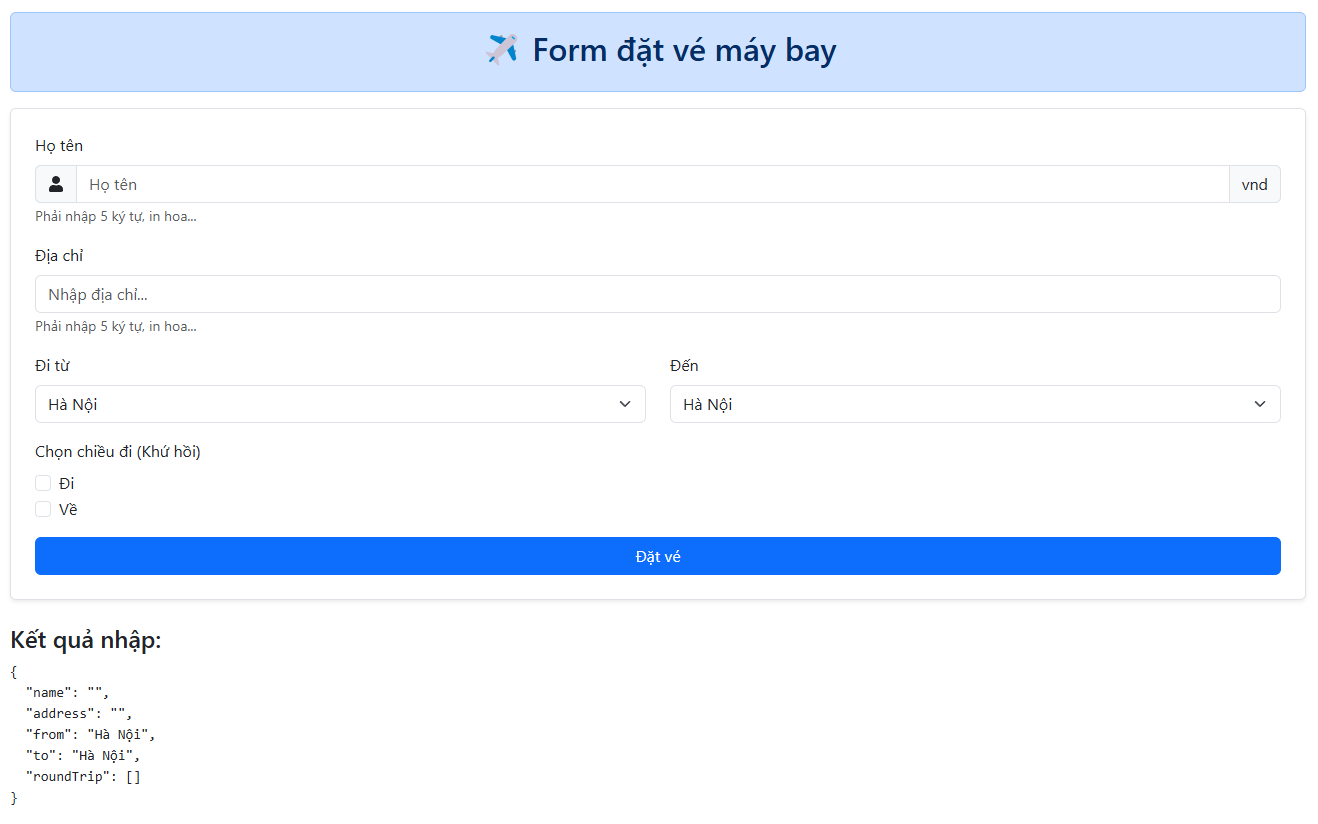 Form đặt vé máy bay
Họ tên
Họ tên vnd
Phải nhập 5 ký tự, in hoa...
Địa chỉ
Nhập địa chỉ...
Phải nhập 5 ký tự, in hoa...
Đi từ Đến
Hà Nội Hà Nội
Chọn chiều đi (Khứ hồi)
Đi
Về
Đặt vé
Kết quả nhập:
{
  "name": "",
  "address": "",
  "from": "Hà Nội",
  "to": "Hà Nội",
  "roundTrip": []
}